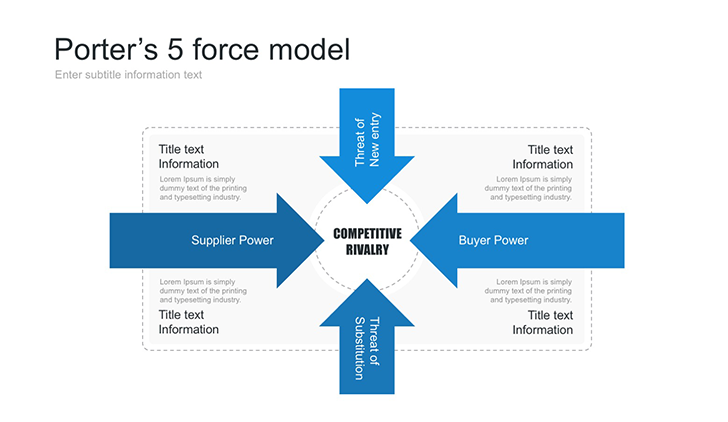 Porter’s 5 force model
Enter subtitle information text
Threat of
New entry
Title text
Information
Lorem Ipsum is simply
dummy text of the printing
and typesetting industry.
Title text
Information
Lorem Ipsum is simply
dummy text of the printing
and typesetting industry.
Supplier Power
COMPETITIVE
RIVALRY
Buyer Power
Lorem Ipsum is simply
dummy text of the printing
and typesetting industry.
Title text
Information
Threat of
Substitution
Lorem Ipsum is simply
dummy text of the printing
and typesetting industry.
Title text
Information